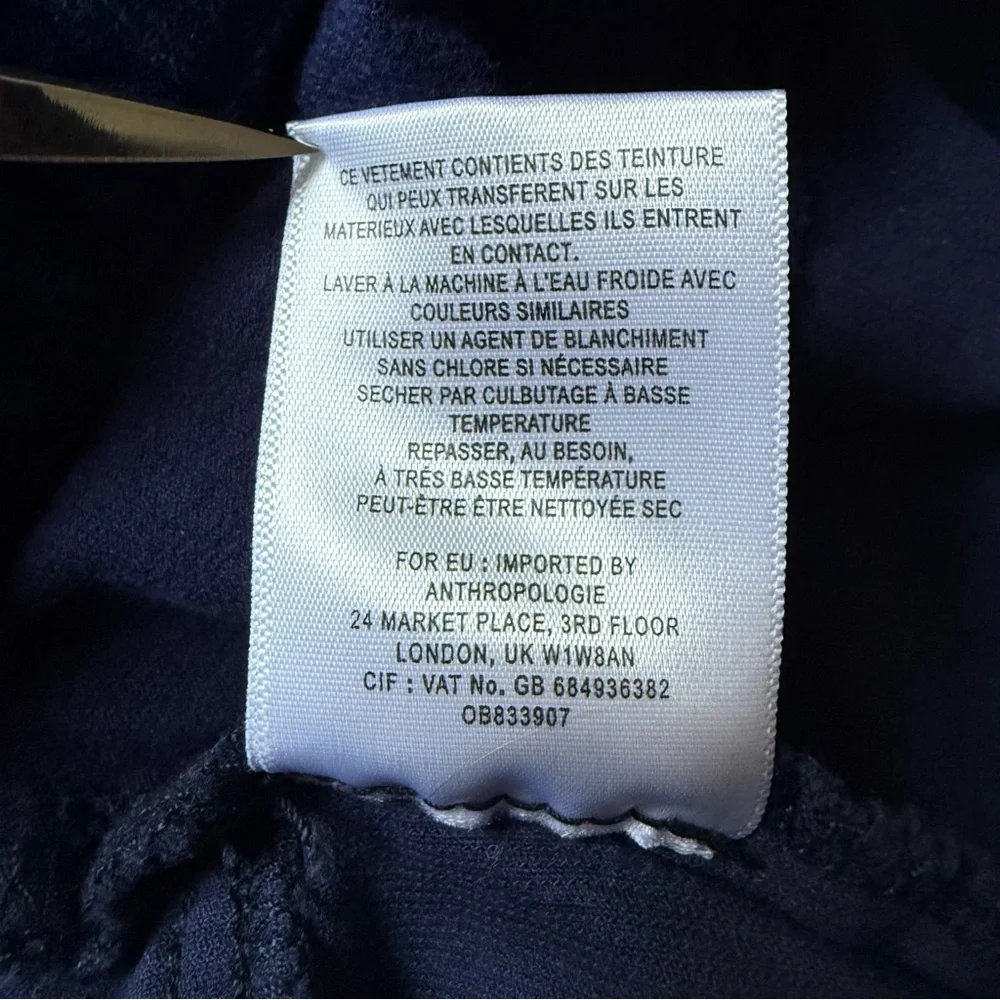 CE VETEMENT CONTIENTS DES TEINTURE
QUI PEUX TRANSFERENT SUR LES
MATERIEUX AVEC LESQUELLES ILS ENTRENT
EN CONTACT.
LAVER À LA MACHINE À L'EAU FROIDE AVEC
COULEURS SIMILAIRES
UTILISER UN AGENT DE BLANCHIMENT
SANS CHLORE SI NÉCESSAIRE
SECHER PAR CULBUTAGE À BASSE
TEMPERATURE
REPASSER, AU BESOIN,
À TRÉS BASSE TEMPÉRATURE
PEUT-ÊTRE ÊTRE NETTOYÉE SEC
FOR EU : IMPORTED BY
ANTHROPOLOGIE
24 MARKET PLACE, 3RD FLOOR
LONDON, UK W1W8AN
CIF : VAT No. GB 684936382
OB833907